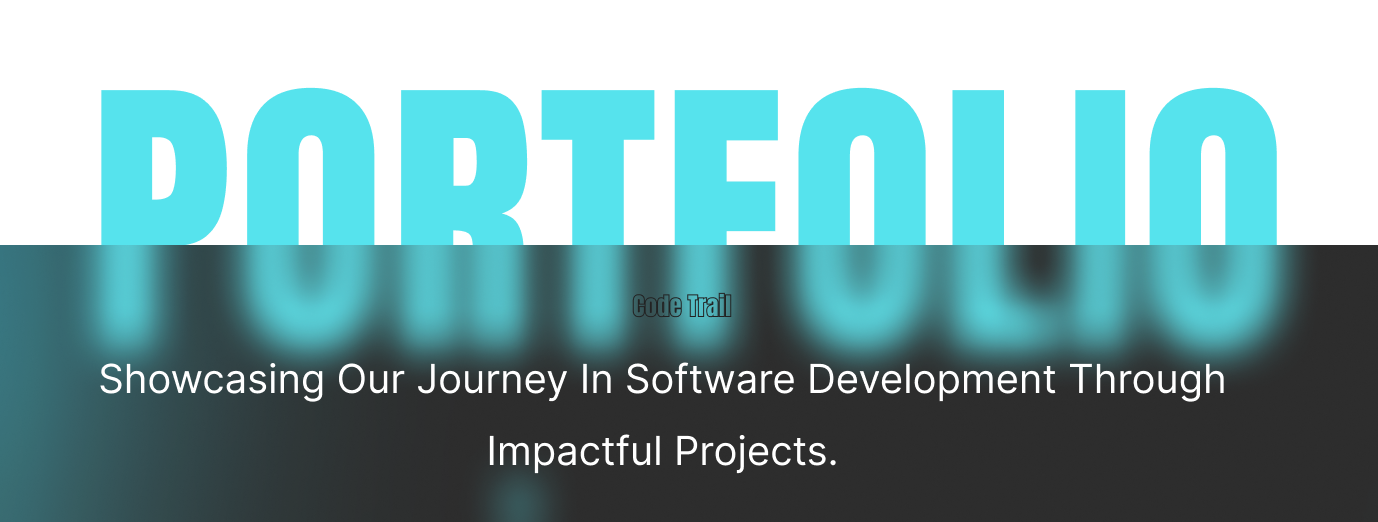 PORTFOLIO
Code Trail
Showcasing Our Journey In Software Development Through
Impactful Projects.